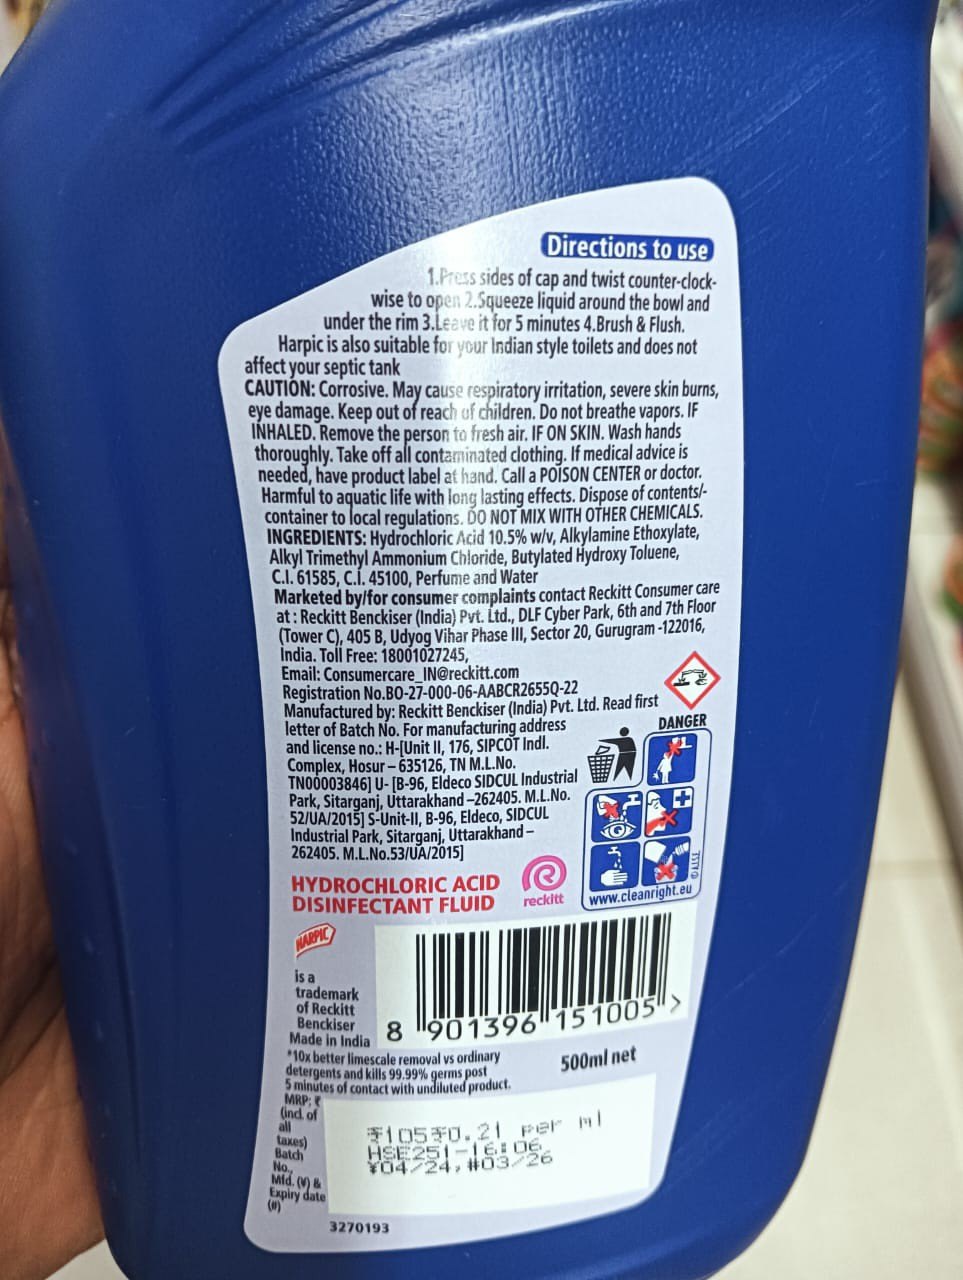 Directions to use
1.Press sides of cap and twist counter-clock-
wise to open 2.Squeeze liquid around the bowl and
under the rim 3.Leave it for 5 minutes 4.Brush & Flush.
Harpic is also suitable for your Indian style toilets and does not
affect your septic tank
CAUTION: Corrosive. May cause respiratory irritation, severe skin burns,
eye damage. Keep out of reach of children. Do not breathe vapors. IF
INHALED. Remove the person to fresh air. IF ON SKIN. Wash hands
thoroughly. Take off all contaminated clothing. If medical advice is
needed, have product label at hand. Call a POISON CENTER or doctor.
Harmful to aquatic life with long lasting effects. Dispose of contents/-
container to local regulations. DO NOT MIX WITH OTHER CHEMICALS.
INGREDIENTS: Hydrochloric Acid 10.5% w/v, Alkylamine Ethoxylate,
Alkyl Trimethyl Ammonium Chloride, Butylated Hydroxy Toluene,
C.I. 61585, C.I. 45100, Perfume and Water
Marketed by/for consumer complaints contact Reckitt Consumer care
at : Reckitt Benckiser (India) Pvt. Ltd., DLF Cyber Park, 6th and 7th Floor
(Tower C), 405 B, Udyog Vihar Phase III, Sector 20, Gurugram -122016,
India. Toll Free: 18001027245,
Email: Consumercare_IN@reckitt.com
Registration No.BO-27-000-06-AABCR2655Q-22
Manufactured by: Reckitt Benckiser (India) Pvt. Ltd. Read first
letter of Batch No. For manufacturing address
and license no.: H-[Unit II, 176, SIPCOT Indl.
Complex, Hosur – 635126, TN M.L.No.
TN00003846] U- [B-96, Eldeco SIDCUL Industrial
Park, Sitarganj, Uttarakhand –262405. M.L.No.
52/UA/2015] S-Unit-II, B-96, Eldeco, SIDCUL
Industrial Park, Sitarganj, Uttarakhand –
262405. M.L.No.53/UA/2015]
DANGER
© A.I.S.E.
www.cleanright.eu
HYDROCHLORIC ACID
DISINFECTANT FLUID
reckitt
HARPIC
is a
trademark
of Reckitt
Benckiser
Made in India
8 901396 151005 >
*10x better limescale removal vs ordinary
detergents and kills 99.99% germs post
5 minutes of contact with undiluted product.
500ml net
MRP: ₹
(incl. of
all
taxes)
Batch
No.,
Mfd. (¥) &
Expiry date
(#)
₹105₹0.21 per ml
HSE251-16:06
¥04/24,#03/26
3270193